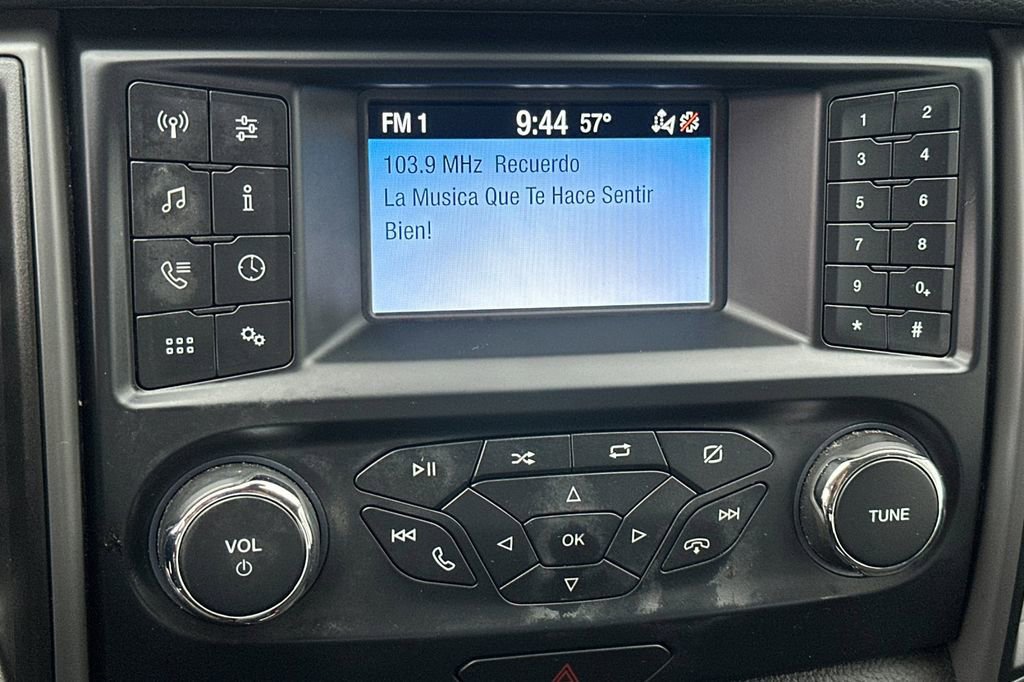 FM 1 9:44 57°
103.9 MHz Recuerdo
La Musica Que Te Hace Sentir
Bien!
1 2
3 4
5 6
7 8
9 0+
* #
VOL
OK
TUNE